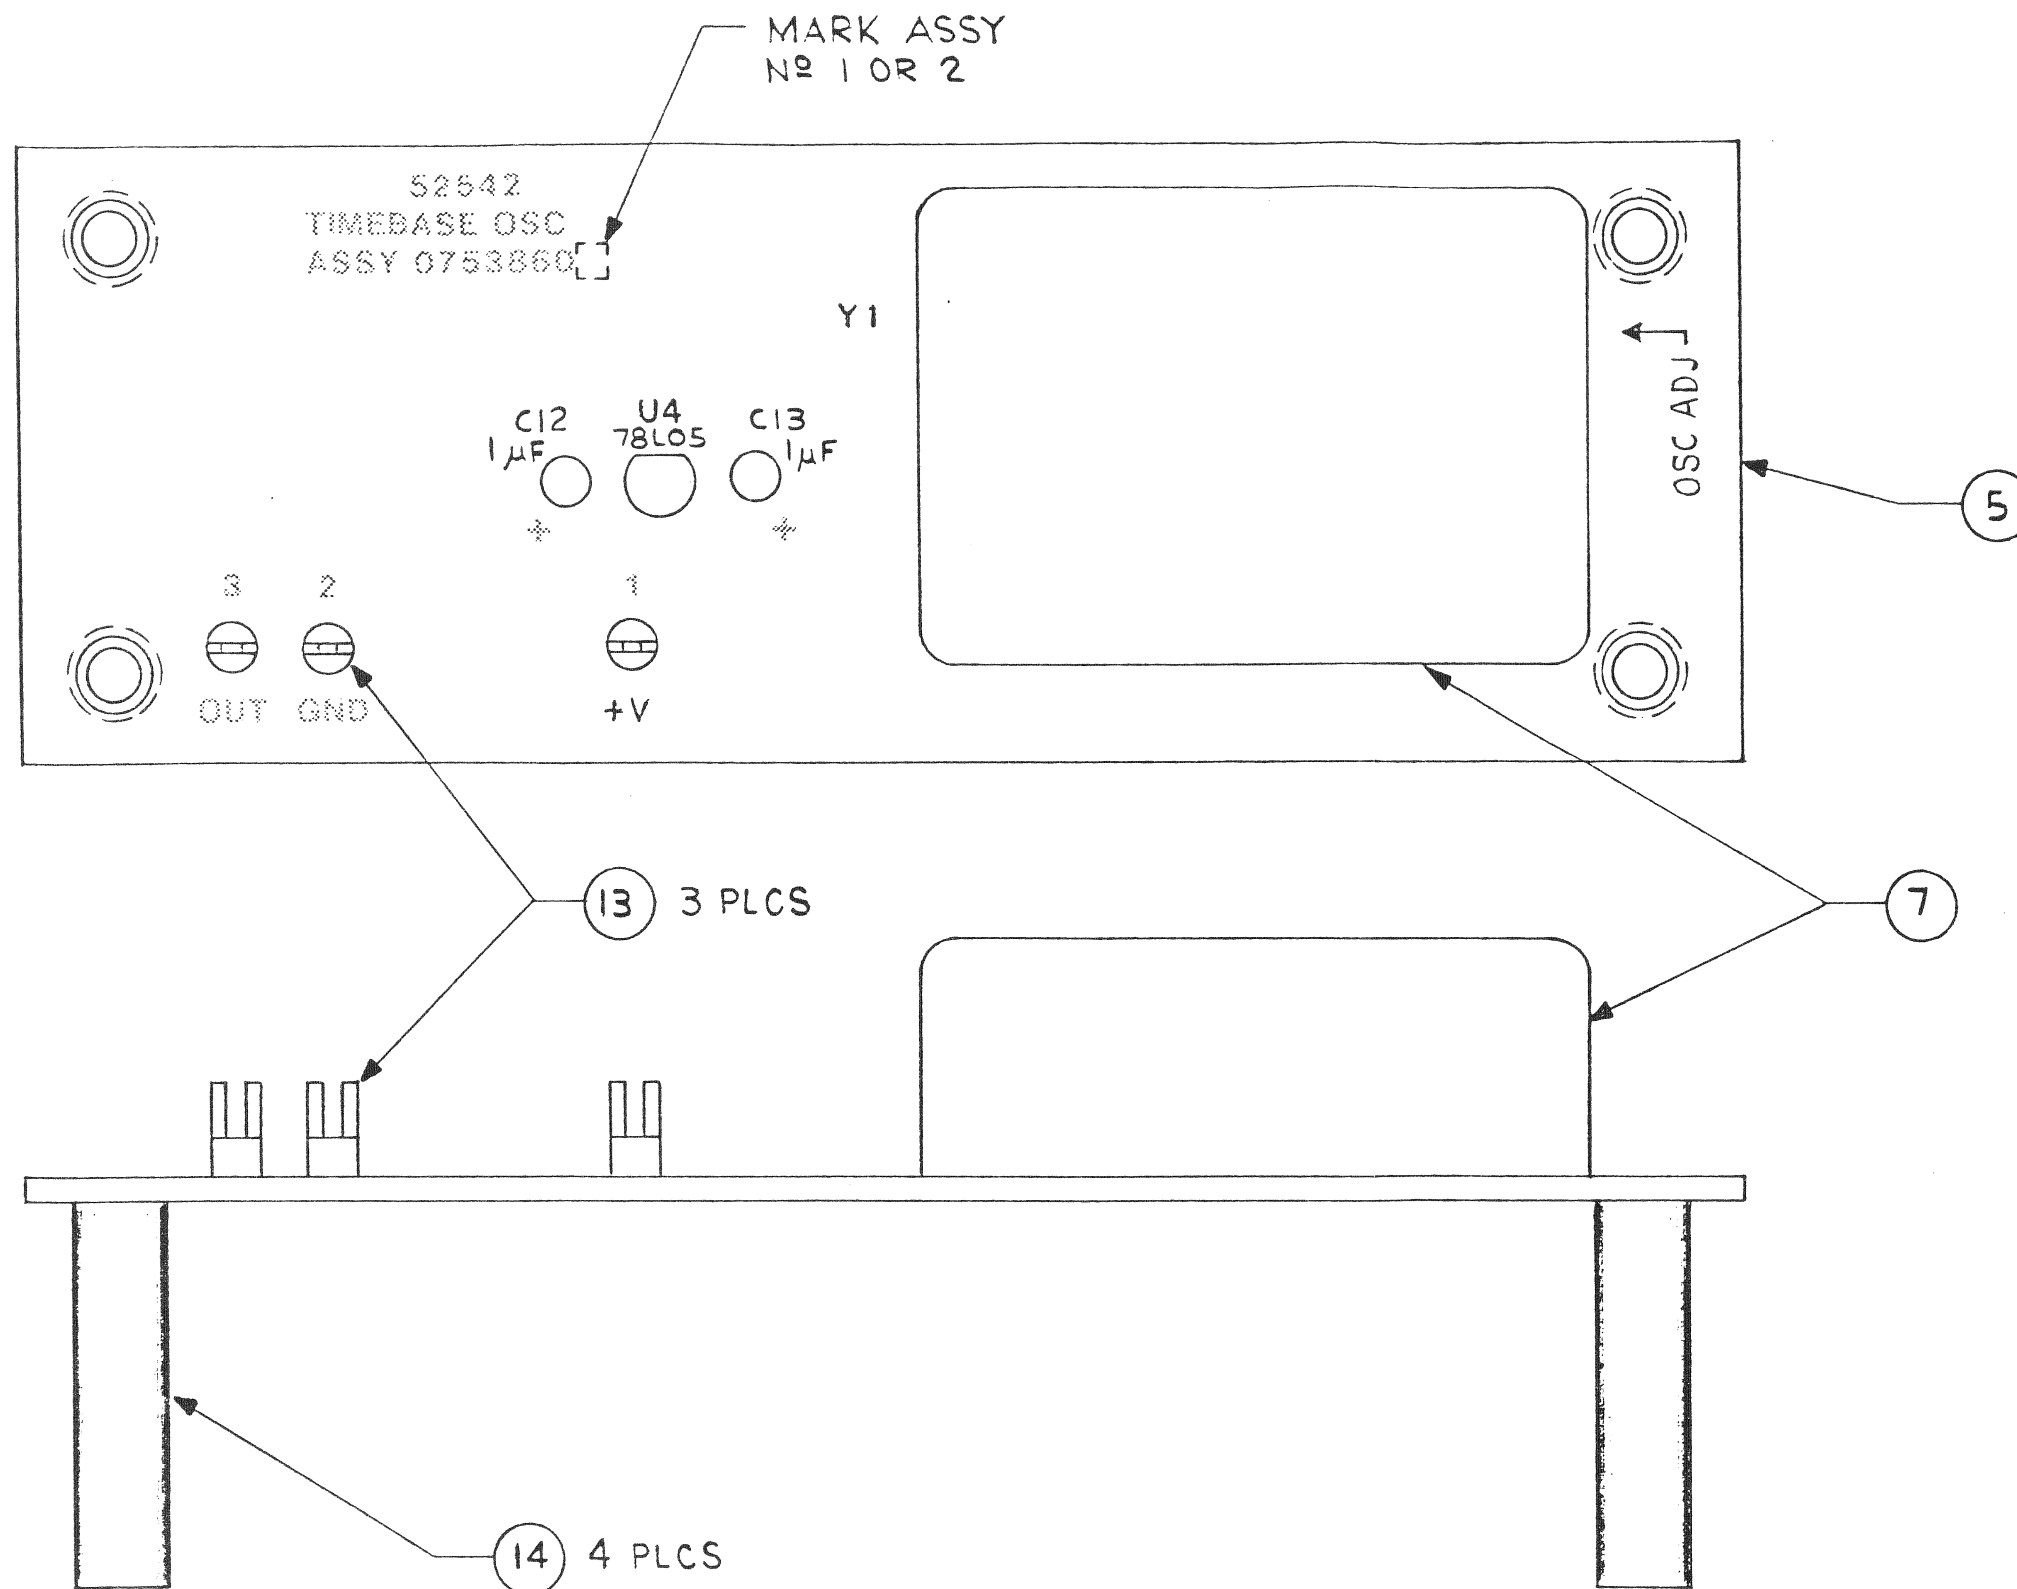 MARK ASSY
Nº 1 OR 2
52542
TIMEBASE OSC
ASSY 0753860
Y1
OSC ADJ
C12
1µF
U4
78L05
C13
1µF
+
+
5
3
2
1
OUT
GND
+V
13 3 PLCS
7
14 4 PLCS